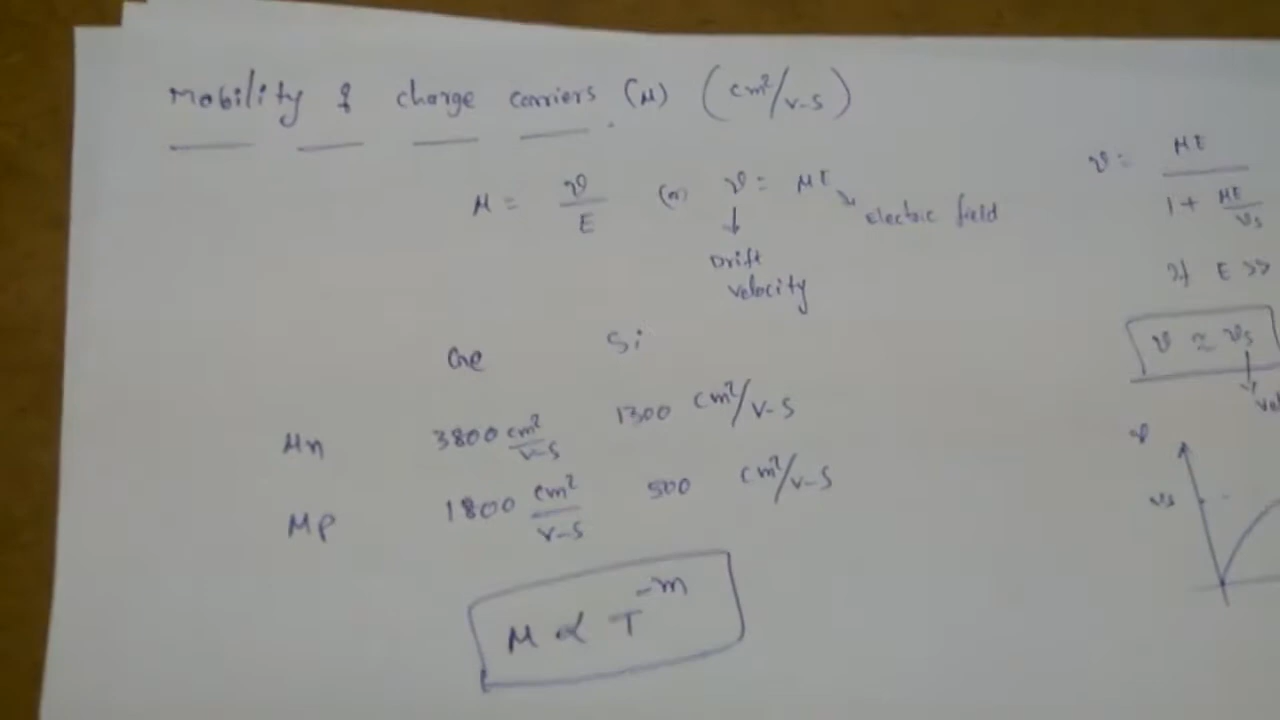 Mobility of charge carriers (μ) (cm²/v-s)
μ = v/E (or) v = μE
electric field
Drift
velocity
Ge Si
μn 3800 cm²/v-s 1300 cm²/v-s
μp 1800 cm²/v-s 500 cm²/v-s
μ ∝ T^-m
v = μE/(1 + μE/vs)
If E >>
v ≃ vs
v
vs